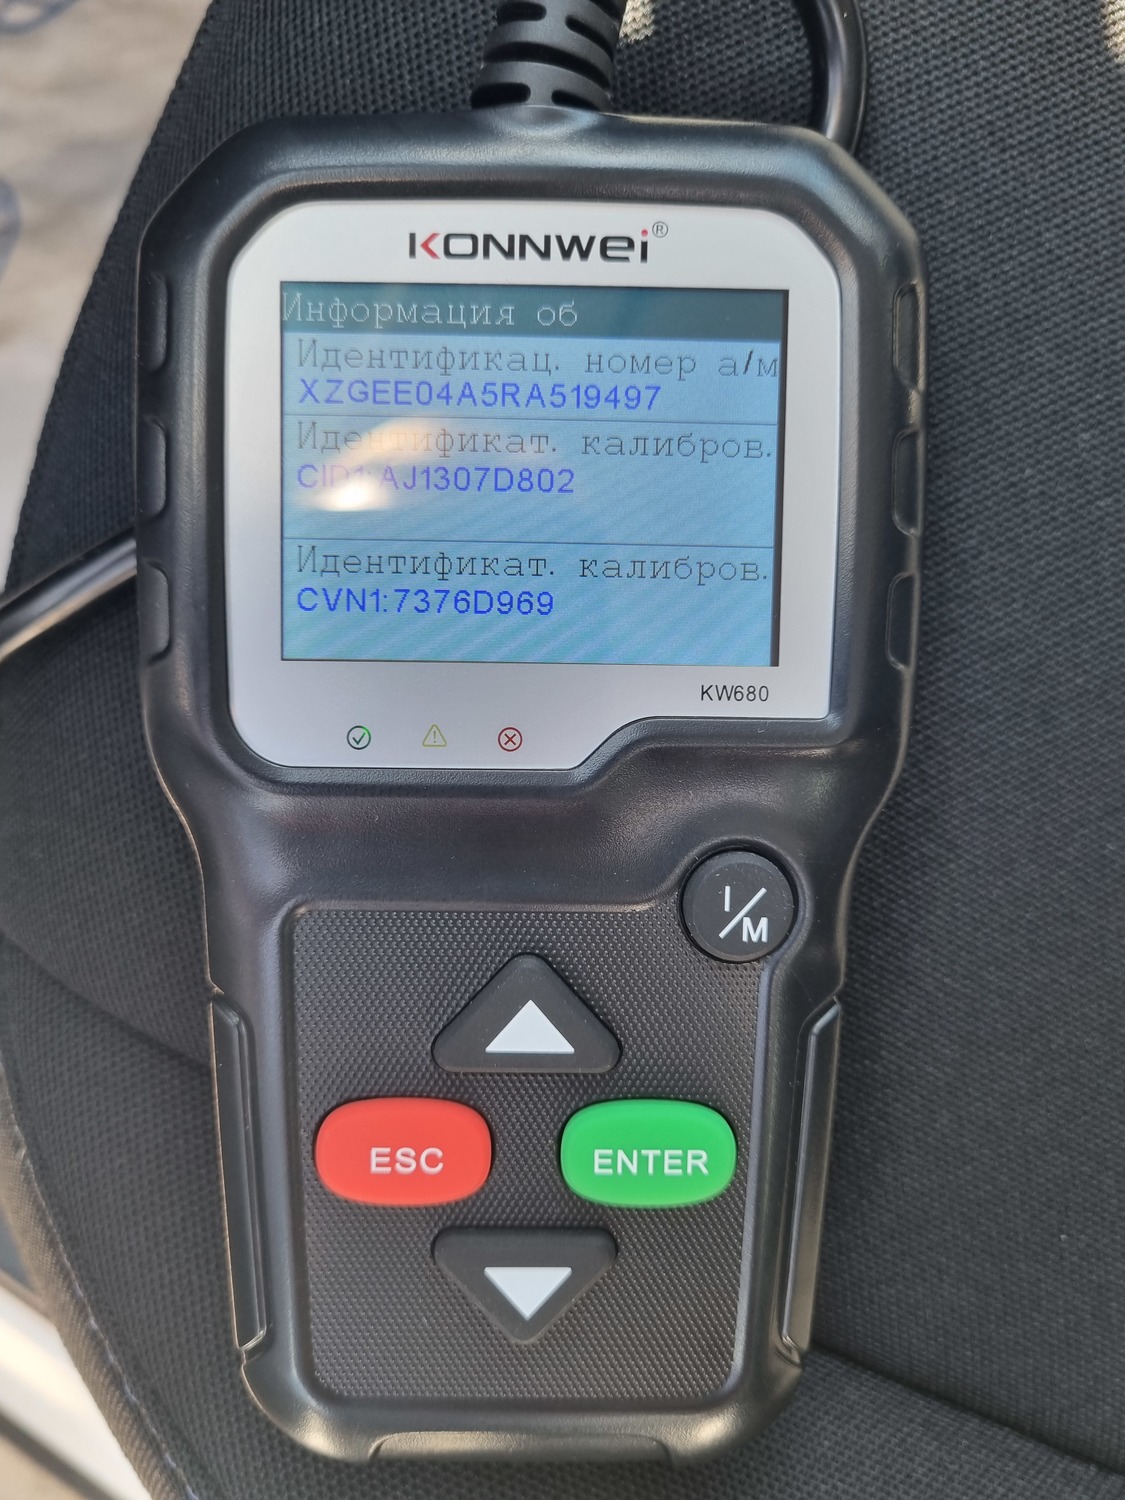 KONNWEI®
Информация об
Идентификац. номер а/м
XZGEE04A5RA519497
Идентификат. калибров.
CID1:AJ1307D802
Идентификат. калибров.
CVN1:7376D969
KW680
I/M
ESC
ENTER